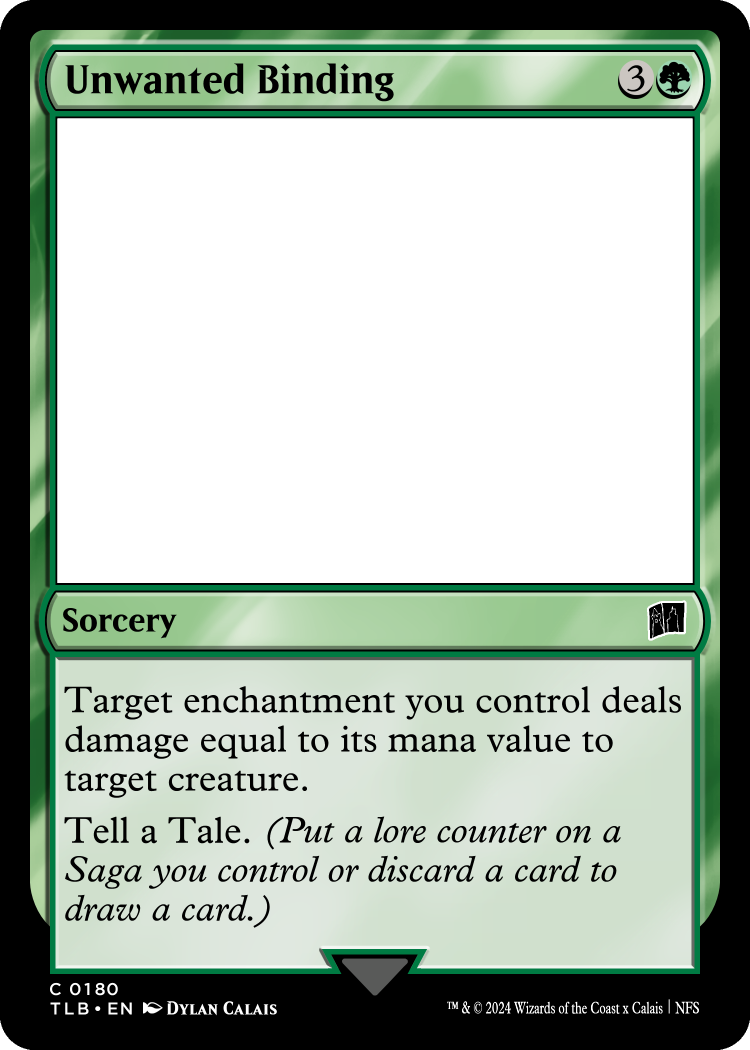 Unwanted Binding 3
Sorcery
Target enchantment you control deals
damage equal to its mana value to
target creature.
Tell a Tale. (Put a lore counter on a
Saga you control or discard a card to
draw a card.)
C 0180
TLB • EN Dylan Calais
™ & © 2024 Wizards of the Coast x Calais | NFS